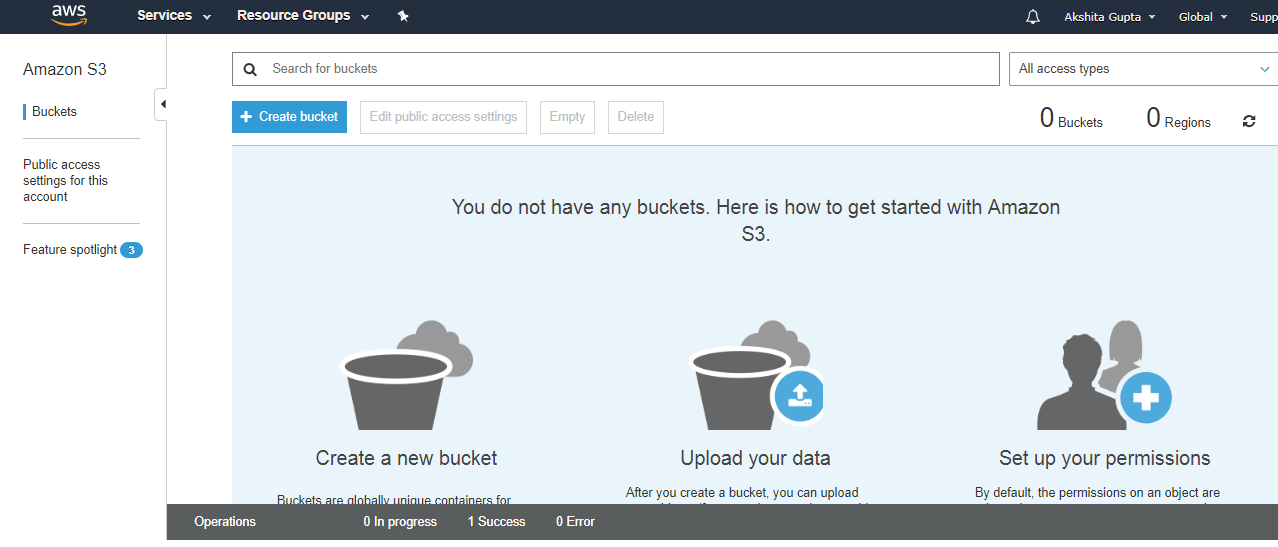 aws Services Resource Groups Akshita Gupta Global
Amazon S3
Buckets
Public access
settings for this
account
Feature spotlight 3
Search for buckets All access types
Create bucket Edit public access settings Empty Delete 0 Buckets 0 Regions
You do not have any buckets. Here is how to get started with Amazon
S3.
Create a new bucket
Buckets are globally unique containers for
Upload your data
After you create a bucket, you can upload
Set up your permissions
By default, the permissions on an object are
Operations 0 In progress 1 Success 0 Error